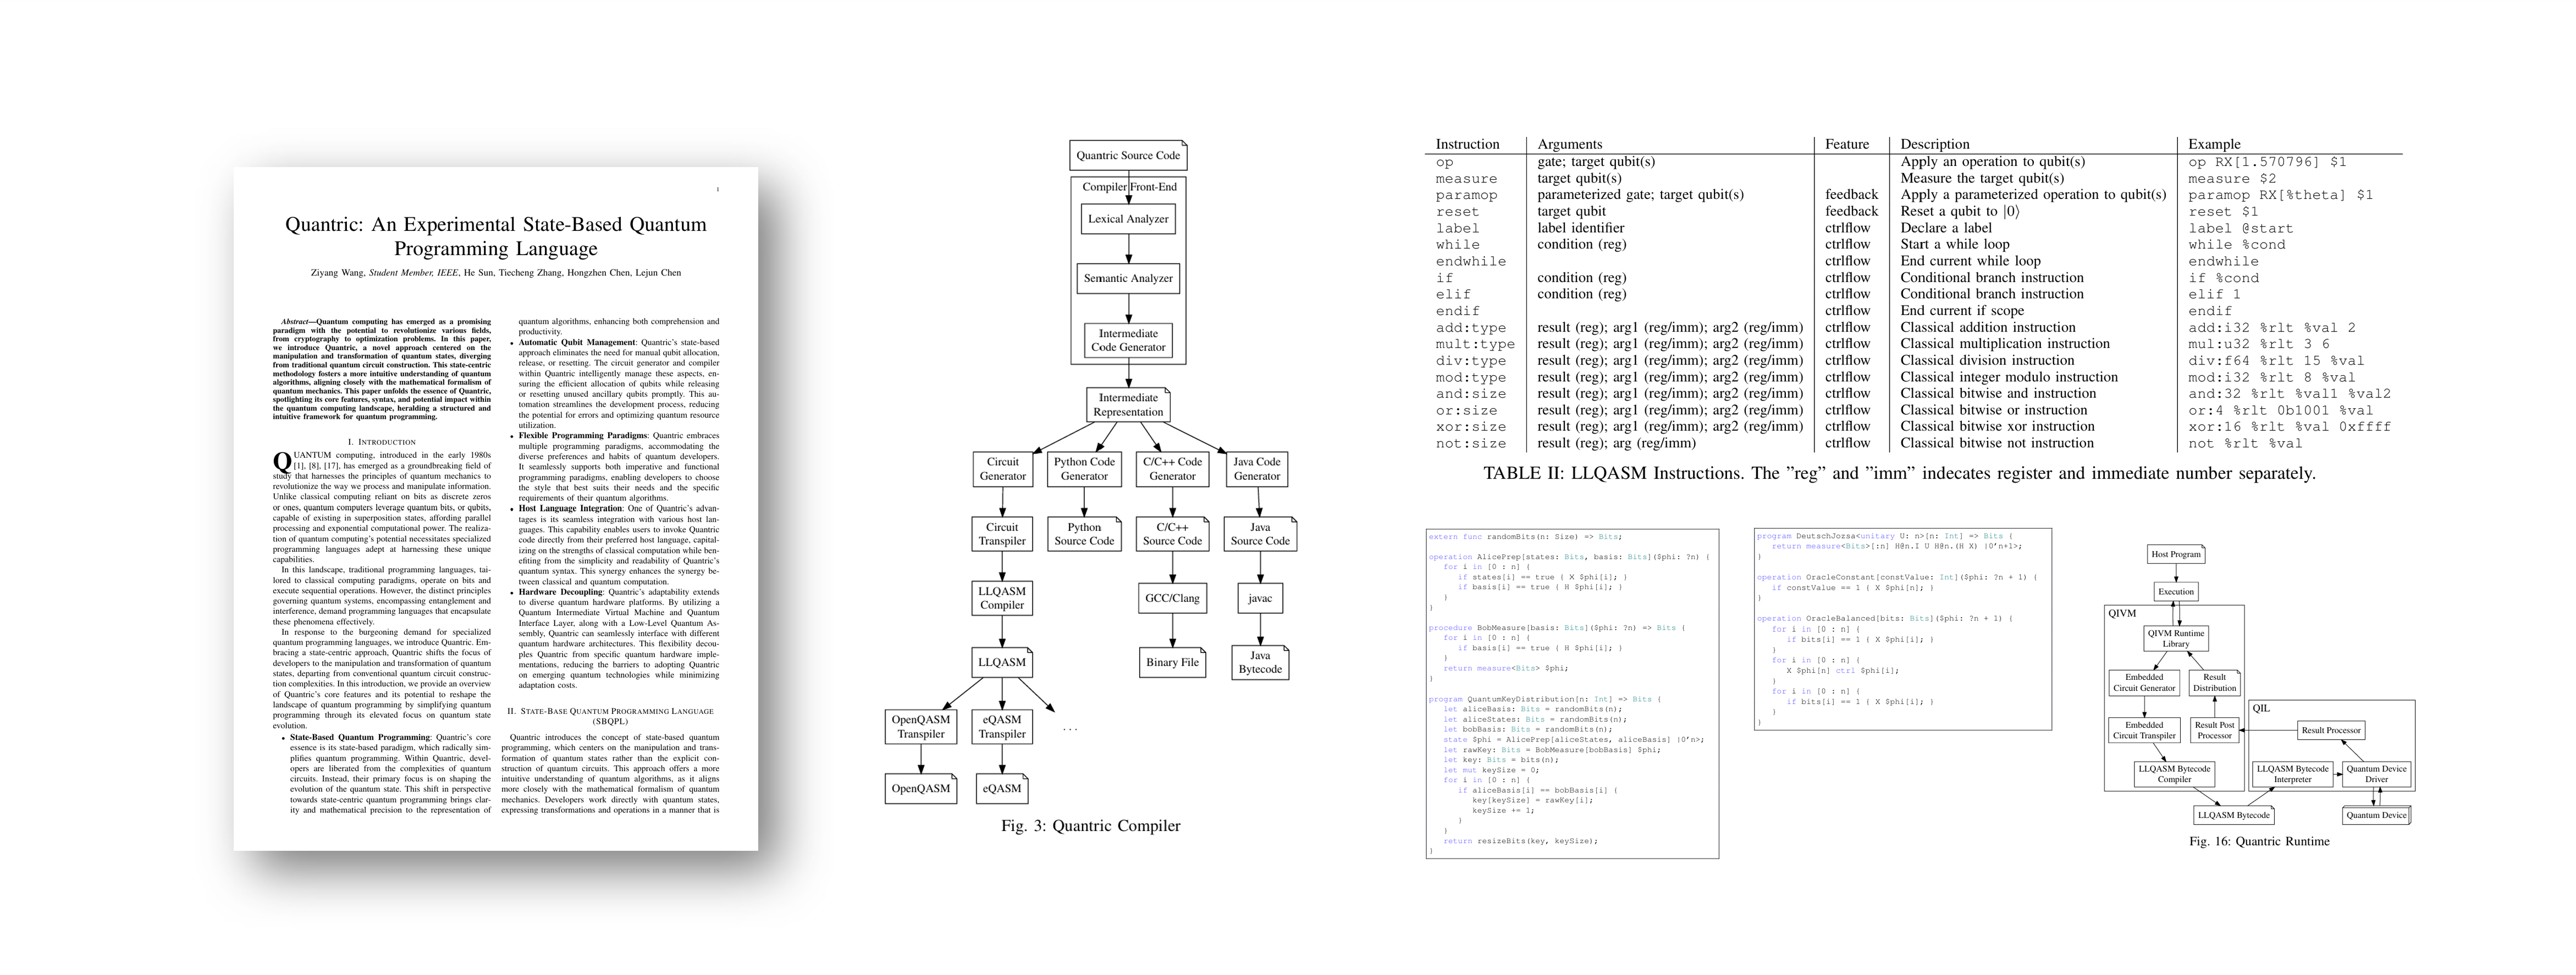 1
Quantric: An Experimental State-Based Quantum
Programming Language
Ziyang Wang, Student Member, IEEE, He Sun, Tiecheng Zhang, Hongzhen Chen, Lejun Chen
Abstract—Quantum computing has emerged as a promising
paradigm with the potential to revolutionize various fields,
from cryptography to optimization problems. In this paper,
we introduce Quantric, a novel approach centered on the
manipulation and transformation of quantum states, diverging
from traditional quantum circuit construction. This state-centric
methodology fosters a more intuitive understanding of quantum
algorithms, aligning closely with the mathematical formalism of
quantum mechanics. This paper unfolds the essence of Quantric,
spotlighting its core features, syntax, and potential impact within
the quantum computing landscape, heralding a structured and
intuitive framework for quantum programming.
I. INTRODUCTION
QUANTUM computing, introduced in the early 1980s
[1], [8], [17], has emerged as a groundbreaking field of
study that harnesses the principles of quantum mechanics to
revolutionize the way we process and manipulate information.
Unlike classical computing reliant on bits as discrete zeros
or ones, quantum computers leverage quantum bits, or qubits,
capable of existing in superposition states, affording parallel
processing and exponential computational power. The realiza-
tion of quantum computing's potential necessitates specialized
programming languages adept at harnessing these unique
capabilities.
In this landscape, traditional programming languages, tai-
lored to classical computing paradigms, operate on bits and
execute sequential operations. However, the distinct principles
governing quantum systems, encompassing entanglement and
interference, demand programming languages that encapsulate
these phenomena effectively.
In response to the burgeoning demand for specialized
quantum programming languages, we introduce Quantric. Em-
bracing a state-centric approach, Quantric shifts the focus of
developers to the manipulation and transformation of quantum
states, departing from conventional quantum circuit construc-
tion complexities. In this introduction, we provide an overview
of Quantric's core features and its potential to reshape the
landscape of quantum programming by simplifying quantum
programming through its elevated focus on quantum state
evolution.
• State-Based Quantum Programming: Quantric's core
essence is its state-based paradigm, which radically sim-
plifies quantum programming. Within Quantric, devel-
opers are liberated from the complexities of quantum
circuits. Instead, their primary focus is on shaping the
evolution of the quantum state. This shift in perspective
towards state-centric quantum programming brings clar-
ity and mathematical precision to the representation of
quantum algorithms, enhancing both comprehension and
productivity.
• Automatic Qubit Management: Quantric's state-based
approach eliminates the need for manual qubit allocation,
release, or resetting. The circuit generator and compiler
within Quantric intelligently manage these aspects, en-
suring the efficient allocation of qubits while releasing
or resetting unused ancillary qubits promptly. This au-
tomation streamlines the development process, reducing
the potential for errors and optimizing quantum resource
utilization.
• Flexible Programming Paradigms: Quantric embraces
multiple programming paradigms, accommodating the
diverse preferences and habits of quantum developers.
It seamlessly supports both imperative and functional
programming paradigms, enabling developers to choose
the style that best suits their needs and the specific
requirements of their quantum algorithms.
• Host Language Integration: One of Quantric's advan-
tages is its seamless integration with various host lan-
guages. This capability enables users to invoke Quantric
code directly from their preferred host language, capital-
izing on the strengths of classical computation while ben-
efiting from the simplicity and readability of Quantric's
quantum syntax. This synergy enhances the synergy be-
tween classical and quantum computation.
• Hardware Decoupling: Quantric's adaptability extends
to diverse quantum hardware platforms. By utilizing a
Quantum Intermediate Virtual Machine and Quantum
Interface Layer, along with a Low-Level Quantum As-
sembly, Quantric can seamlessly interface with different
quantum hardware architectures. This flexibility decou-
ples Quantric from specific quantum hardware imple-
mentations, reducing the barriers to adopting Quantric
on emerging quantum technologies while minimizing
adaptation costs.
II. STATE-BASE QUANTUM PROGRAMMING LANGUAGE
(SBQPL)
Quantric introduces the concept of state-based quantum
programming, which centers on the manipulation and trans-
formation of quantum states rather than the explicit con-
struction of quantum circuits. This approach offers a more
intuitive understanding of quantum algorithms, as it aligns
more closely with the mathematical formalism of quantum
mechanics. Developers work directly with quantum states,
expressing transformations and operations in a manner that is
Quantric Source Code
Compiler Front-End
Lexical Analyzer
Semantic Analyzer
Intermediate
Code Generator
Intermediate
Representation
Circuit
Generator
Python Code
Generator
C/C++ Code
Generator
Java Code
Generator
Circuit
Transpiler
Python
Source Code
C/C++
Source Code
Java
Source Code
LLQASM
Compiler
GCC/Clang
javac
LLQASM
Binary File
Java
Bytecode
OpenQASM
Transpiler
eQASM
Transpiler
. . .
OpenQASM
eQASM
Fig. 3: Quantric Compiler
Instruction Arguments Feature Description Example
op gate; target qubit(s) Apply an operation to qubit(s) op RX[1.570796] $1
measure target qubit(s) Measure the target qubit(s) measure $2
paramop parameterized gate; target qubit(s) feedback Apply a parameterized operation to qubit(s) paramop RX[%theta] $1
reset target qubit feedback Reset a qubit to |0⟩ reset $1
label label identifier ctrlflow Declare a label label @start
while condition (reg) ctrlflow Start a while loop while %cond
endwhile ctrlflow End current while loop endwhile
if condition (reg) ctrlflow Conditional branch instruction if %cond
elif condition (reg) ctrlflow Conditional branch instruction elif 1
endif ctrlflow End current if scope endif
add:type result (reg); arg1 (reg/imm); arg2 (reg/imm) ctrlflow Classical addition instruction add:i32 %rlt %val 2
mult:type result (reg); arg1 (reg/imm); arg2 (reg/imm) ctrlflow Classical multiplication instruction mul:u32 %rlt 3 6
div:type result (reg); arg1 (reg/imm); arg2 (reg/imm) ctrlflow Classical division instruction div:f64 %rlt 15 %val
mod:type result (reg); arg1 (reg/imm); arg2 (reg/imm) ctrlflow Classical integer modulo instruction mod:i32 %rlt 8 %val
and:size result (reg); arg1 (reg/imm); arg2 (reg/imm) ctrlflow Classical bitwise and instruction and:32 %rlt %val1 %val2
or:size result (reg); arg1 (reg/imm); arg2 (reg/imm) ctrlflow Classical bitwise or instruction or:4 %rlt 0b1001 %val
xor:size result (reg); arg1 (reg/imm); arg2 (reg/imm) ctrlflow Classical bitwise xor instruction xor:16 %rlt %val 0xffff
not:size result (reg); arg (reg/imm) ctrlflow Classical bitwise not instruction not %rlt %val
TABLE II: LLQASM Instructions. The "reg" and "imm" indecates register and immediate number separately.
extern func randomBits(n: Size) => Bits;
operation AlicePrep[states: Bits, basis: Bits]($phi: ?n) {
for i in [0 : n] {
if states[i] == true { X $phi[i]; }
if basis[i] == true { H $phi[i]; }
}
}
procedure BobMeasure[basis: Bits]($phi: ?n) => Bits {
for i in [0 : n] {
if basis[i] == true { H $phi[i]; }
}
return measure<Bits> $phi;
}
program QuantumKeyDistribution[n: Int] => Bits {
let aliceBasis: Bits = randomBits(n);
let aliceStates: Bits = randomBits(n);
let bobBasis: Bits = randomBits(n);
state $phi = AlicePrep[aliceStates, aliceBasis] |0'n>;
let rawKey: Bits = BobMeasure[bobBasis] $phi;
let key: Bits = bits(n);
let mut keySize = 0;
for i in [0 : n] {
if aliceBasis[i] == bobBasis[i] {
key[keySize] = rawKey[i];
keySize += 1;
}
}
return resizeBits(key, keySize);
}
program] DeutschJozsa<unitary U: n>[n: Int] => Bits {
return measure<Bits>[:n] H@n.I U H@n.(H X) |0'n+1>;
}
operation OracleConstant[constValue: Int]($phi: ?n + 1) {
if constValue == 1 { X $phi[n]; }
}
operation OracleBalanced[bits: Bits]($phi: ?n + 1) {
for i in [0 : n] {
if bits[i] == 1 { X $phi[i]; }
}
for i in [0 : n] {
X $phi[n] ctrl $phi[i];
}
for i in [0 : n] {
if bits[i] == 1 { X $phi[i]; }
}
}
Host Program
Execution
QIVM
QIVM Runtime
Library
Embedded
Circuit Generator
Result
Distribution
QIL
Embedded
Circuit Transpiler
Result Post
Processor
Result Processor
LLQASM Bytecode
Compiler
LLQASM Bytecode
Interpreter
Quantum Device
Driver
LLQASM Bytecode
Quantum Device
Fig. 16: Quantric Runtime